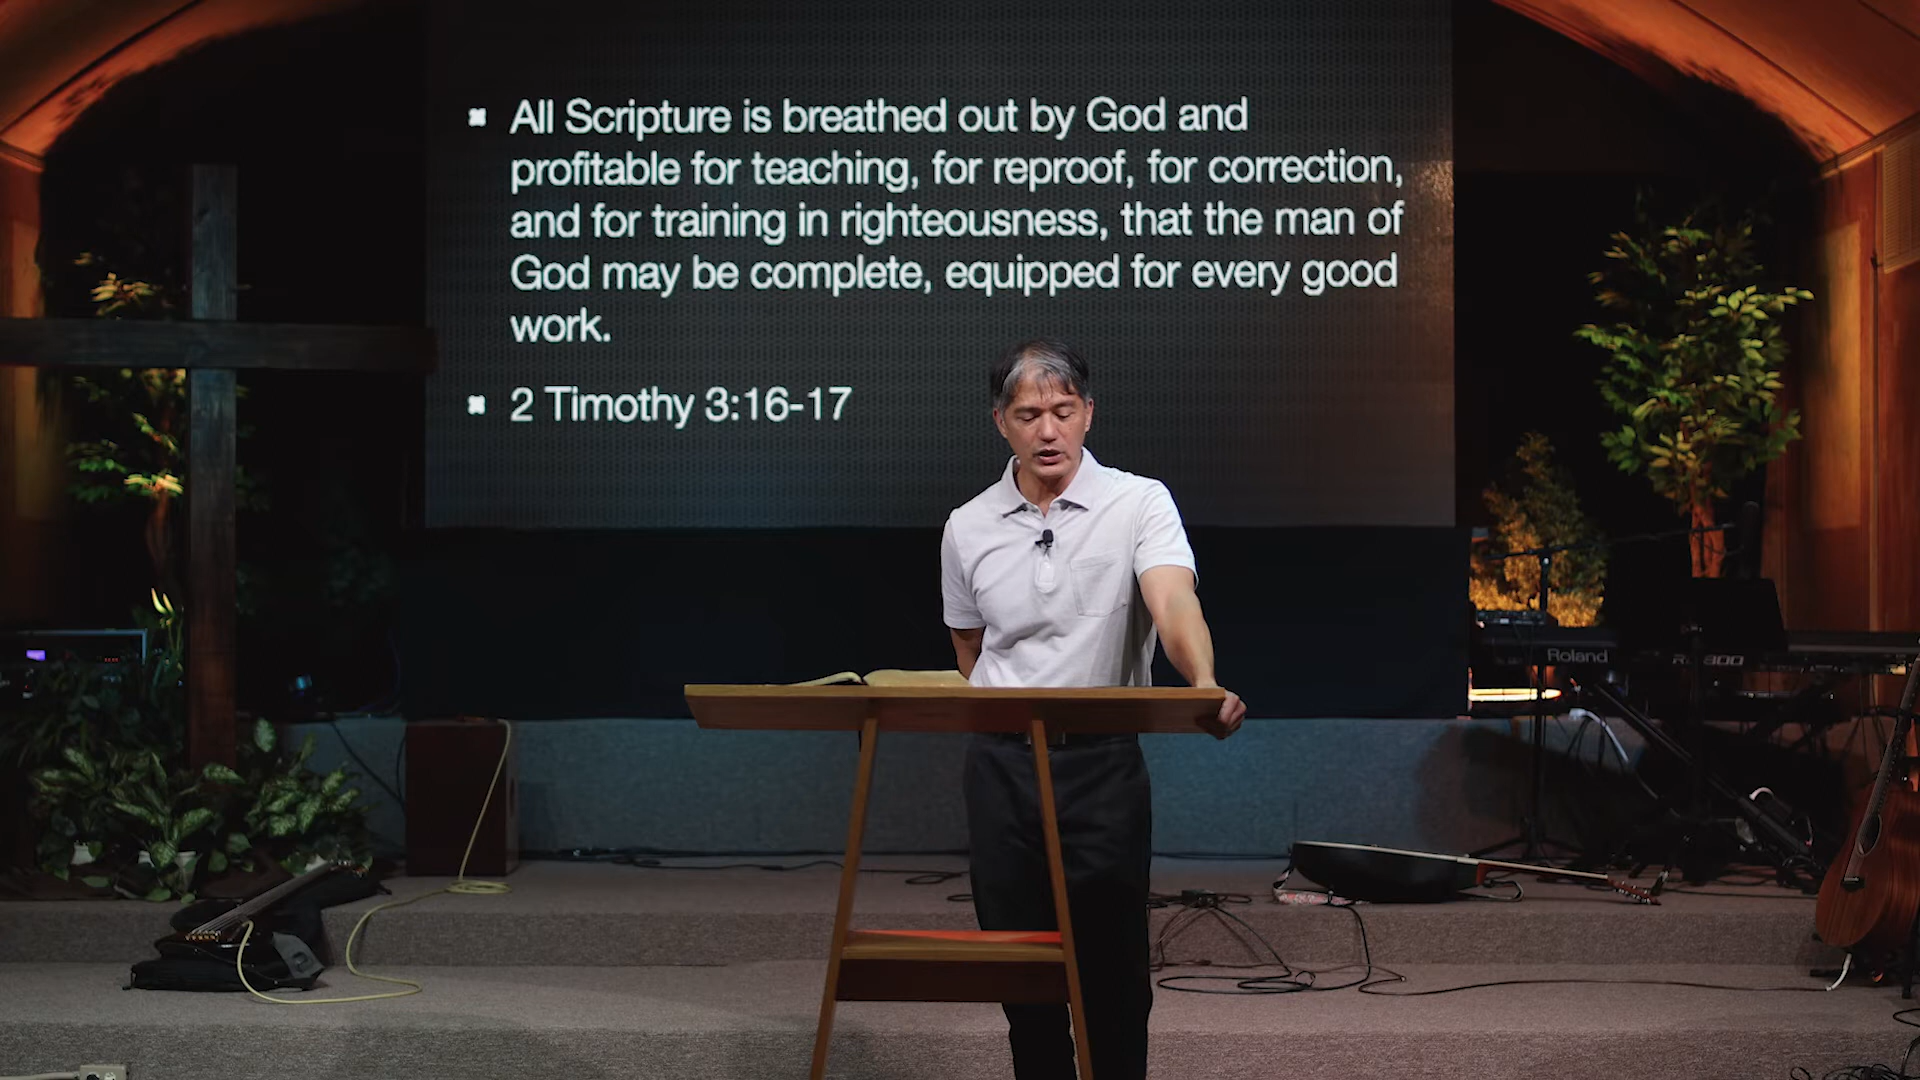 All Scripture is breathed out by God and
profitable for teaching, for reproof, for correction,
and for training in righteousness, that the man of
God may be complete, equipped for every good
work.
2 Timothy 3:16-17
Roland